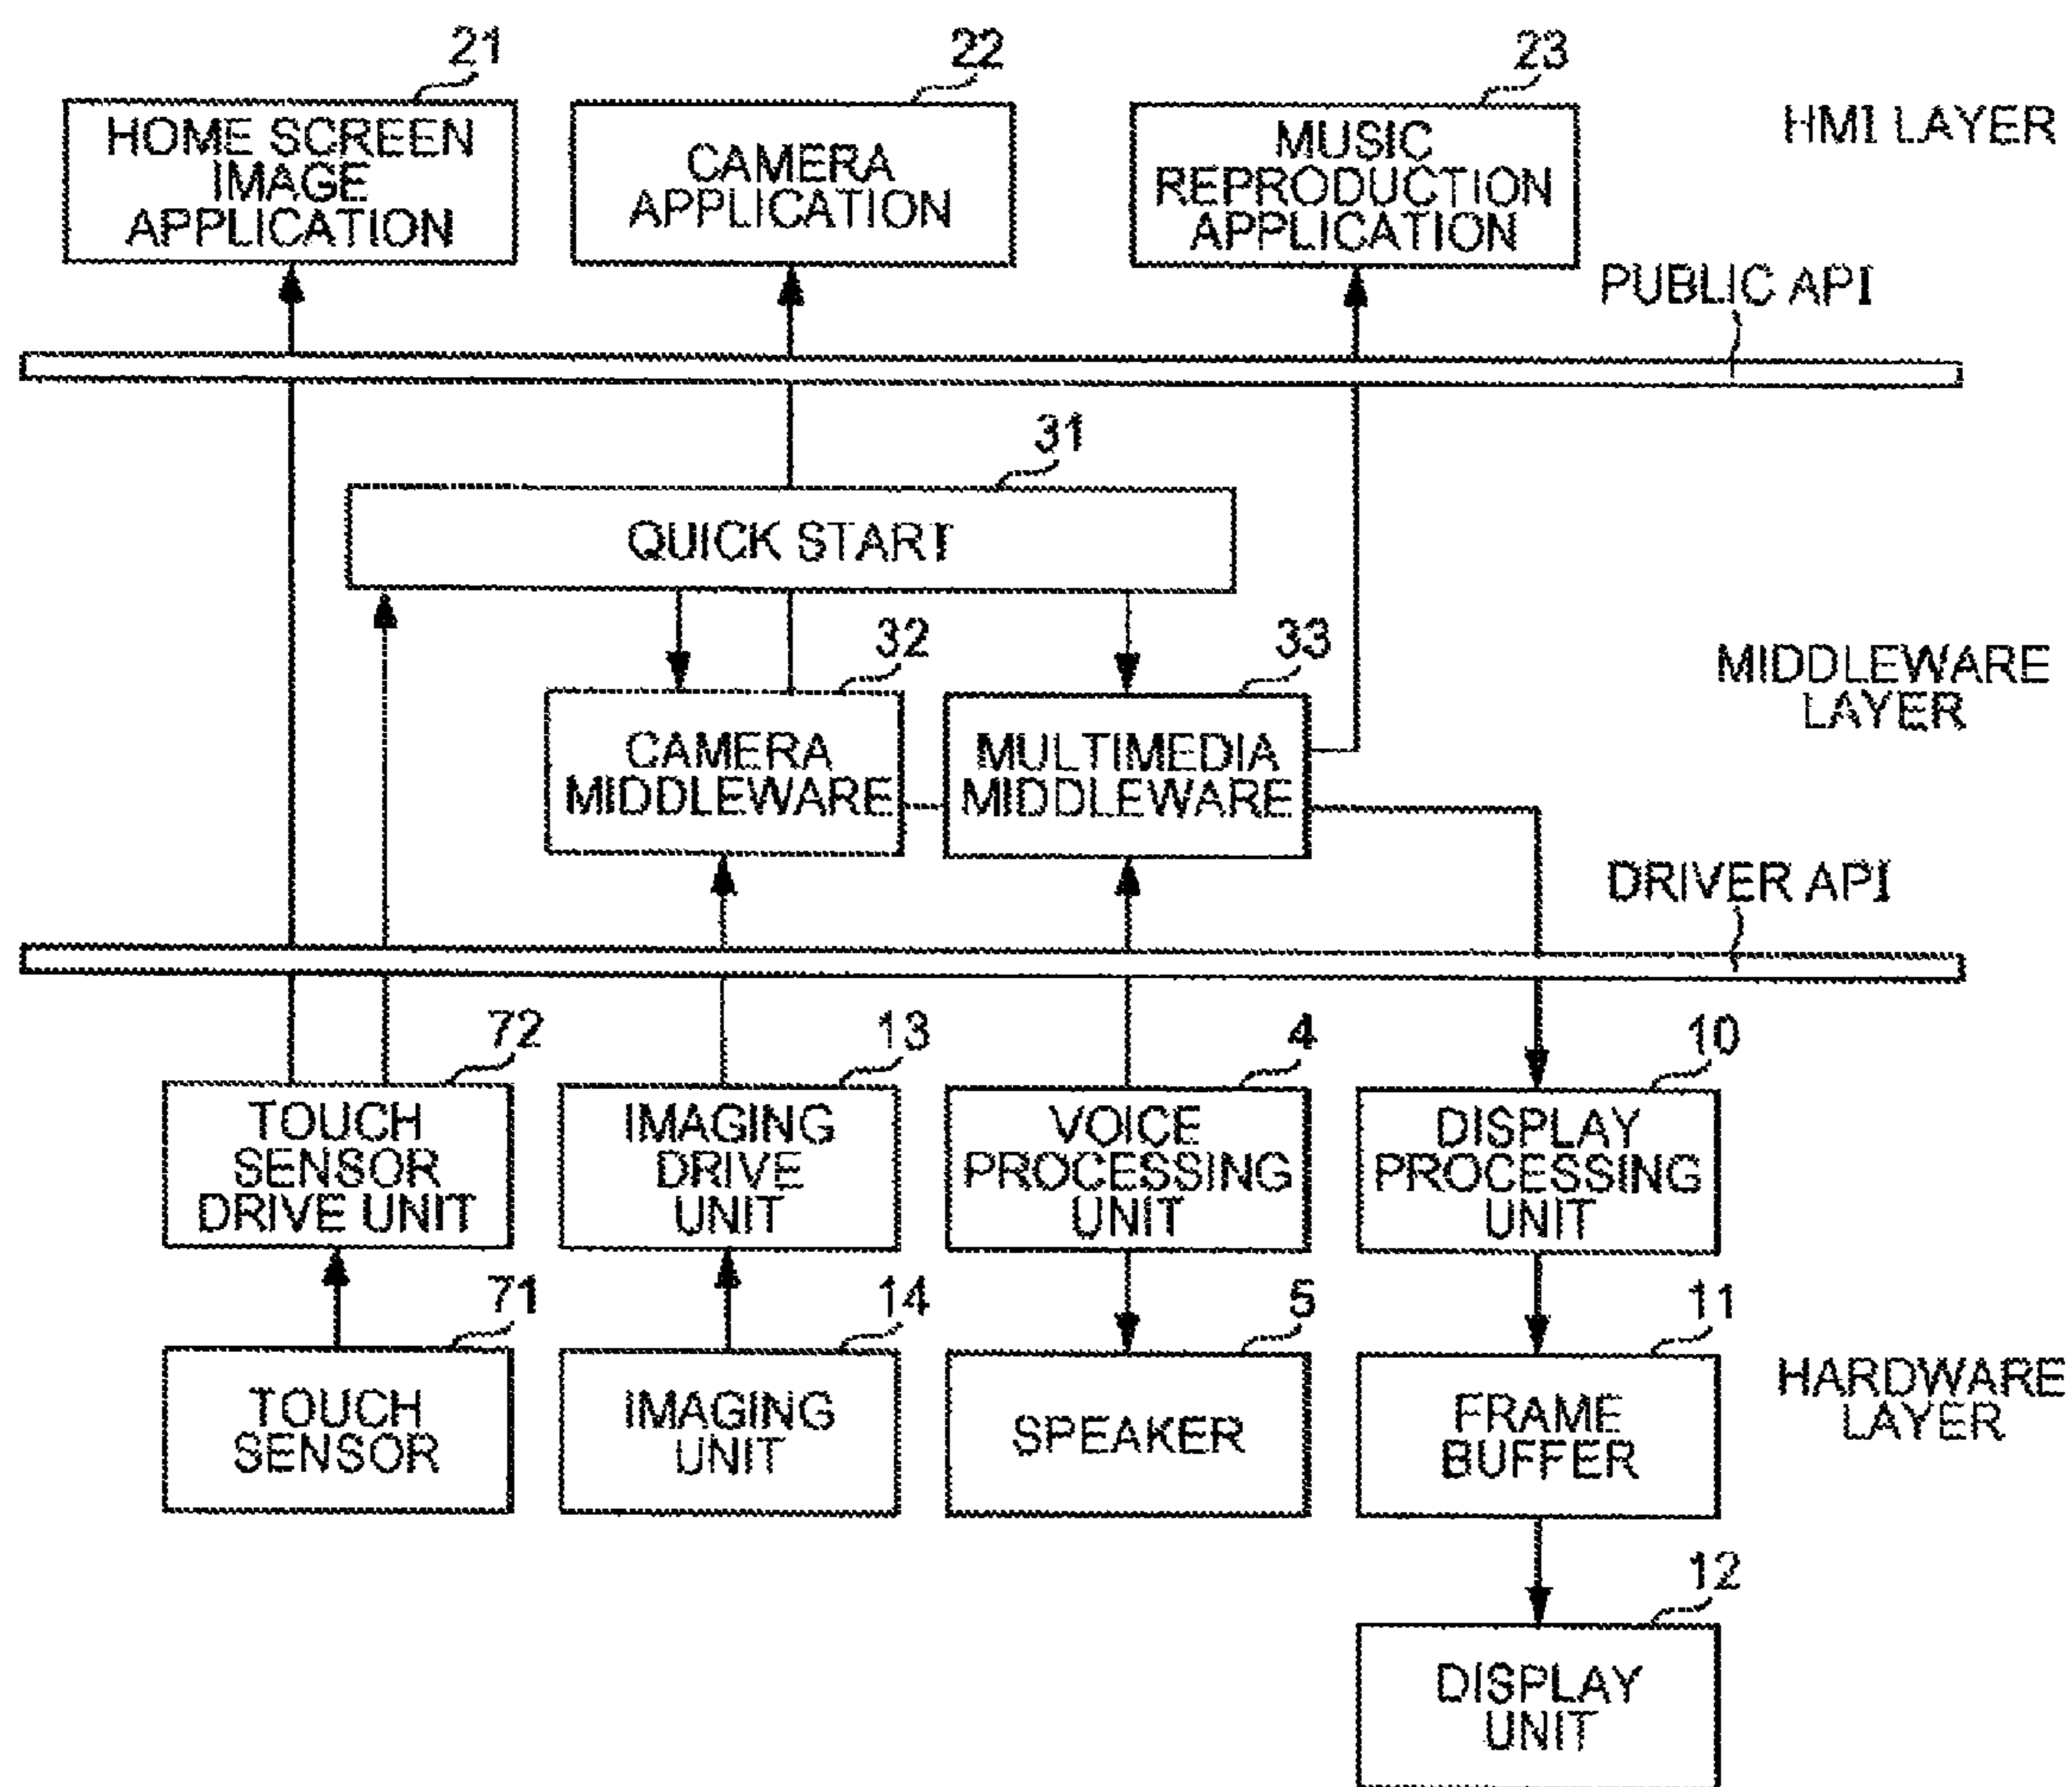 21
22
23
HOME SCREEN
IMAGE
APPLICATION
CAMERA
APPLICATION
MUSIC
REPRODUCTION
APPLICATION
HMI LAYER
PUBLIC API
31
QUICK START
32
33
CAMERA
MIDDLEWARE
MULTIMEDIA
MIDDLEWARE
MIDDLEWARE
LAYER
DRIVER API
72
13
4
10
TOUCH
SENSOR
DRIVE UNIT
IMAGING
DRIVE
UNIT
VOICE
PROCESSING
UNIT
DISPLAY
PROCESSING
UNIT
71
14
5
11
TOUCH
SENSOR
IMAGING
UNIT
SPEAKER
FRAME
BUFFER
HARDWARE
LAYER
12
DISPLAY
UNIT